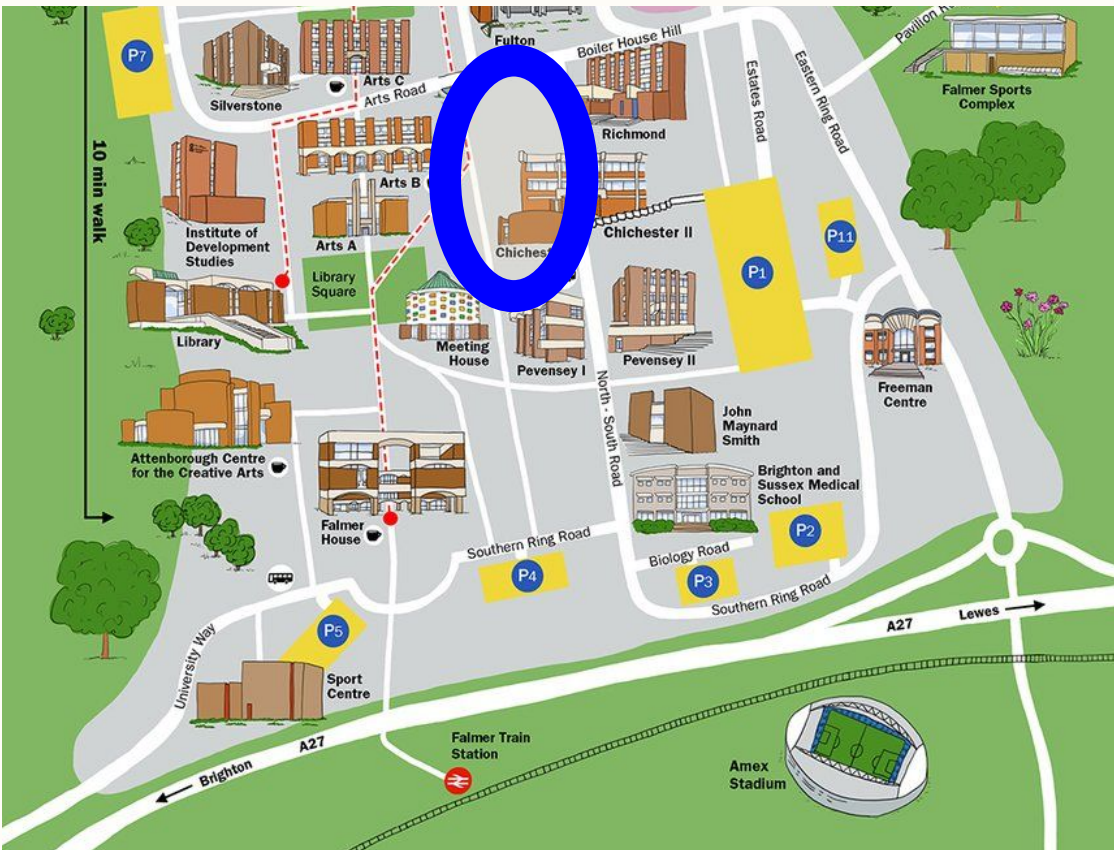 P7
Silverstone
Arts C
Fulton
Boiler House Hill
Pavilion
Falmer Sports
Complex
Arts Road
Richmond
Estates Road
Eastern Ring Road
10 min walk
Arts B
Institute of
Development
Studies
Arts A
Library
Square
Chichester II
P1
P11
Library
Meeting
House
Pevensey I
Pevensey II
Freeman
Centre
North - South Road
John
Maynard
Smith
Attenborough Centre
for the Creative Arts
Brighton and
Sussex Medical
School
Falmer
House
Southern Ring Road
P4
Biology Road
P2
P3
Southern Ring Road
Lewes
A27
University Way
P5
Sport
Centre
A27
Brighton
Falmer Train
Station
Amex
Stadium